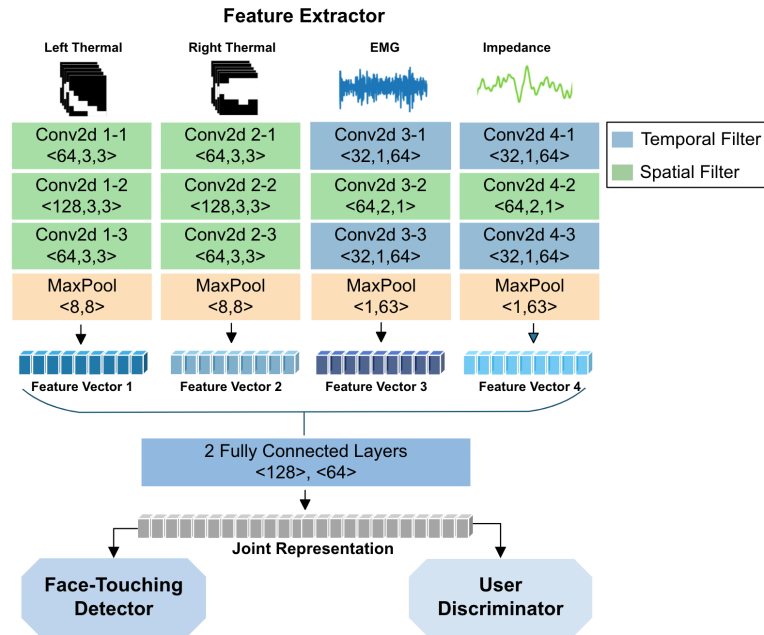 Feature Extractor
Left Thermal
Right Thermal
EMG
Impedance
Conv2d 1-1
<64,3,3>
Conv2d 2-1
<64,3,3>
Conv2d 3-1
<32,1,64>
Conv2d 4-1
<32,1,64>
Temporal Filter
Spatial Filter
Conv2d 1-2
<128,3,3>
Conv2d 2-2
<128,3,3>
Conv2d 3-2
<64,2,1>
Conv2d 4-2
<64,2,1>
Conv2d 1-3
<64,3,3>
Conv2d 2-3
<64,3,3>
Conv2d 3-3
<32,1,64>
Conv2d 4-3
<32,1,64>
MaxPool
<8,8>
MaxPool
<8,8>
MaxPool
<1,63>
MaxPool
<1,63>
Feature Vector 1
Feature Vector 2
Feature Vector 3
Feature Vector 4
2 Fully Connected Layers
<128>, <64>
Joint Representation
Face-Touching
Detector
User
Discriminator